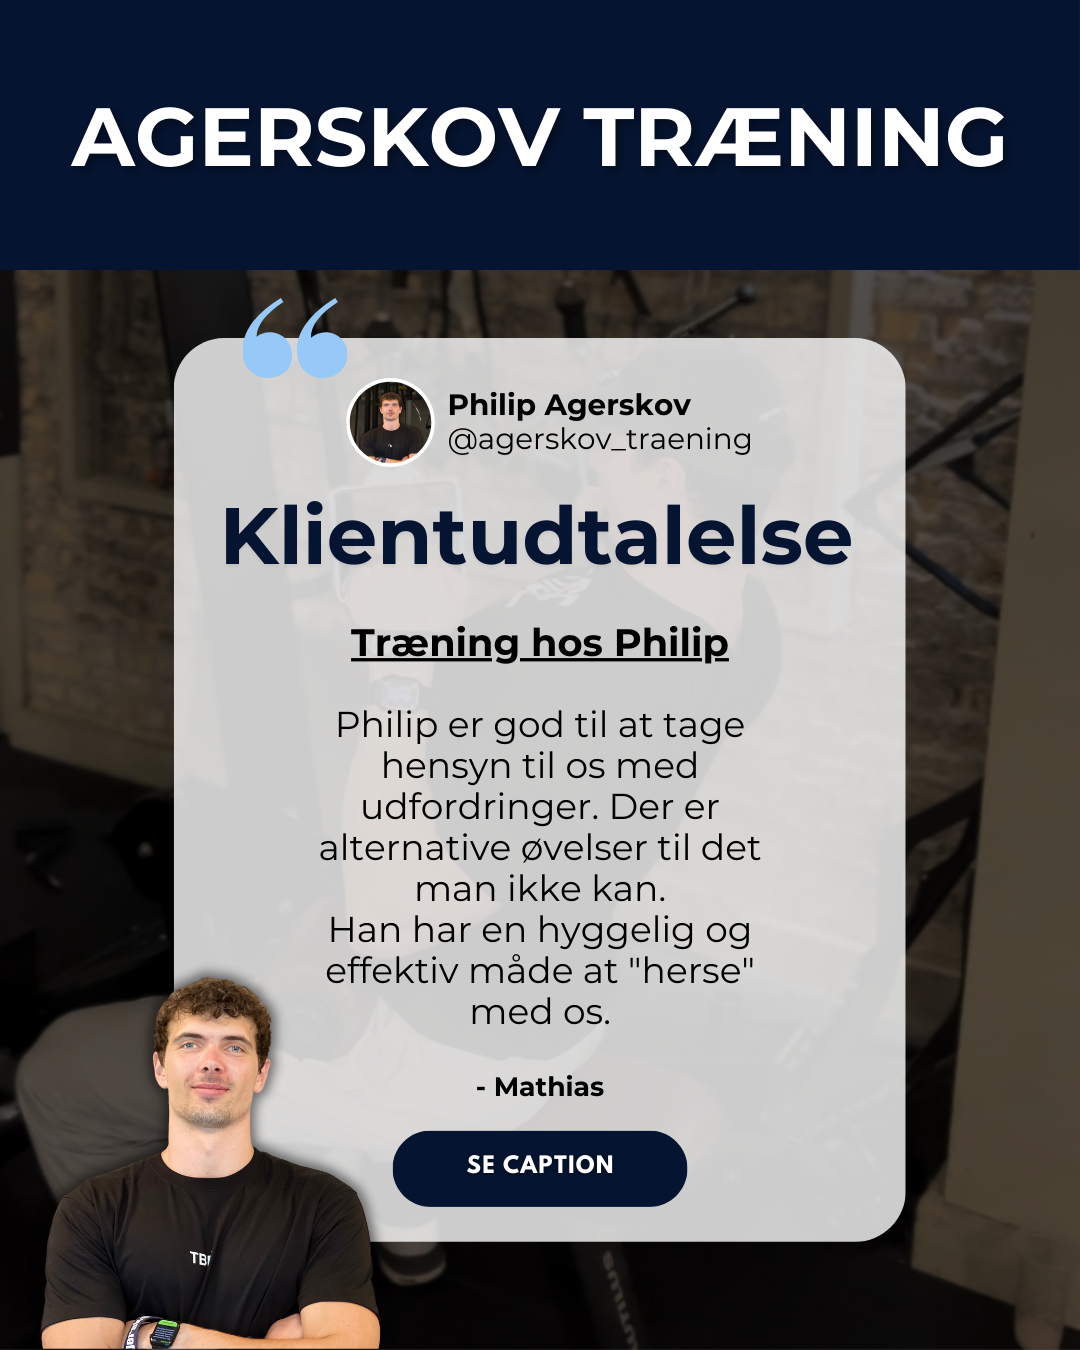 AGERSKOV TRÆNING
Philip Agerskov
@agerskov_traening
Klientudtalelse
Træning hos Philip
Philip er god til at tage
hensyn til os med
udfordringer. Der er
alternative øvelser til det
man ikke kan.
Han har en hyggelig og
effektiv måde at "herse"
med os.
- Mathias
SE CAPTION